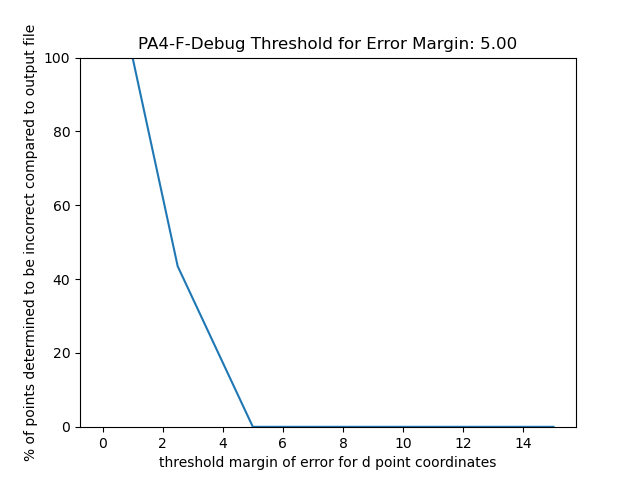 PA4-F-Debug Threshold for Error Margin: 5.00
% of points determined to be incorrect compared to output file
100
80
60
40
20
0
0 2 4 6 8 10 12 14
threshold margin of error for d point coordinates